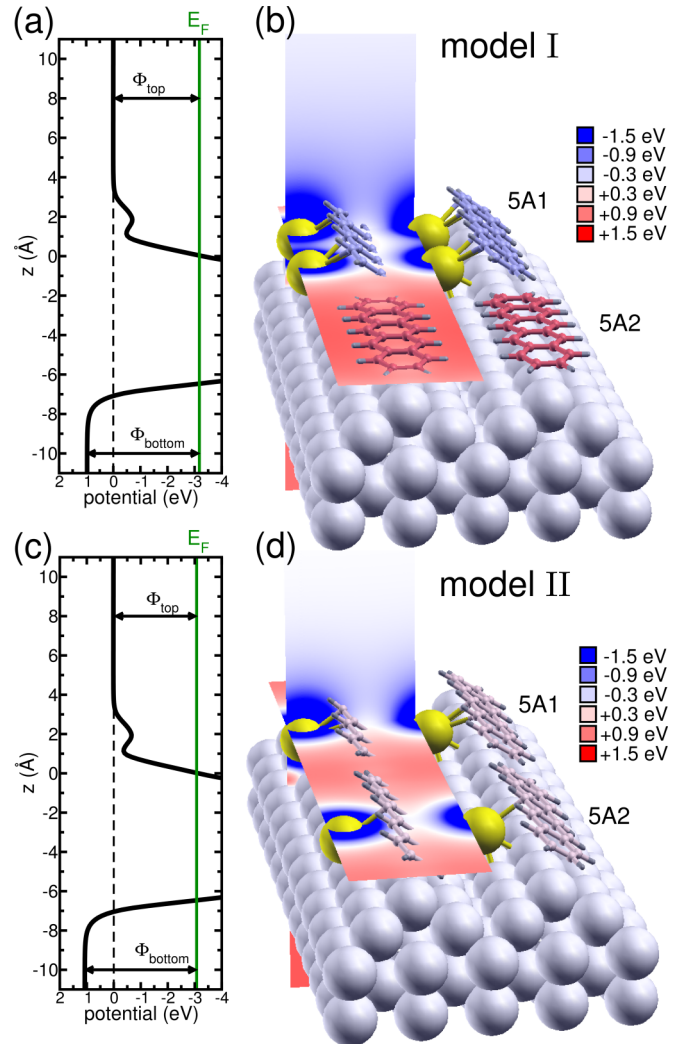 (a)
E_F
Φ_top
10
8
6
4
2
0
-2
-4
-6
-8
-10
z (Å)
Φ_bottom
2 1 0 -1 -2 -3 -4
potential (eV)
(b)
model I
-1.5 eV
-0.9 eV
-0.3 eV
+0.3 eV
+0.9 eV
+1.5 eV
5A1
5A2
(c)
E_F
Φ_top
10
8
6
4
2
0
-2
-4
-6
-8
-10
z (Å)
Φ_bottom
2 1 0 -1 -2 -3 -4
potential (eV)
(d)
model II
-1.5 eV
-0.9 eV
-0.3 eV
+0.3 eV
+0.9 eV
+1.5 eV
5A1
5A2